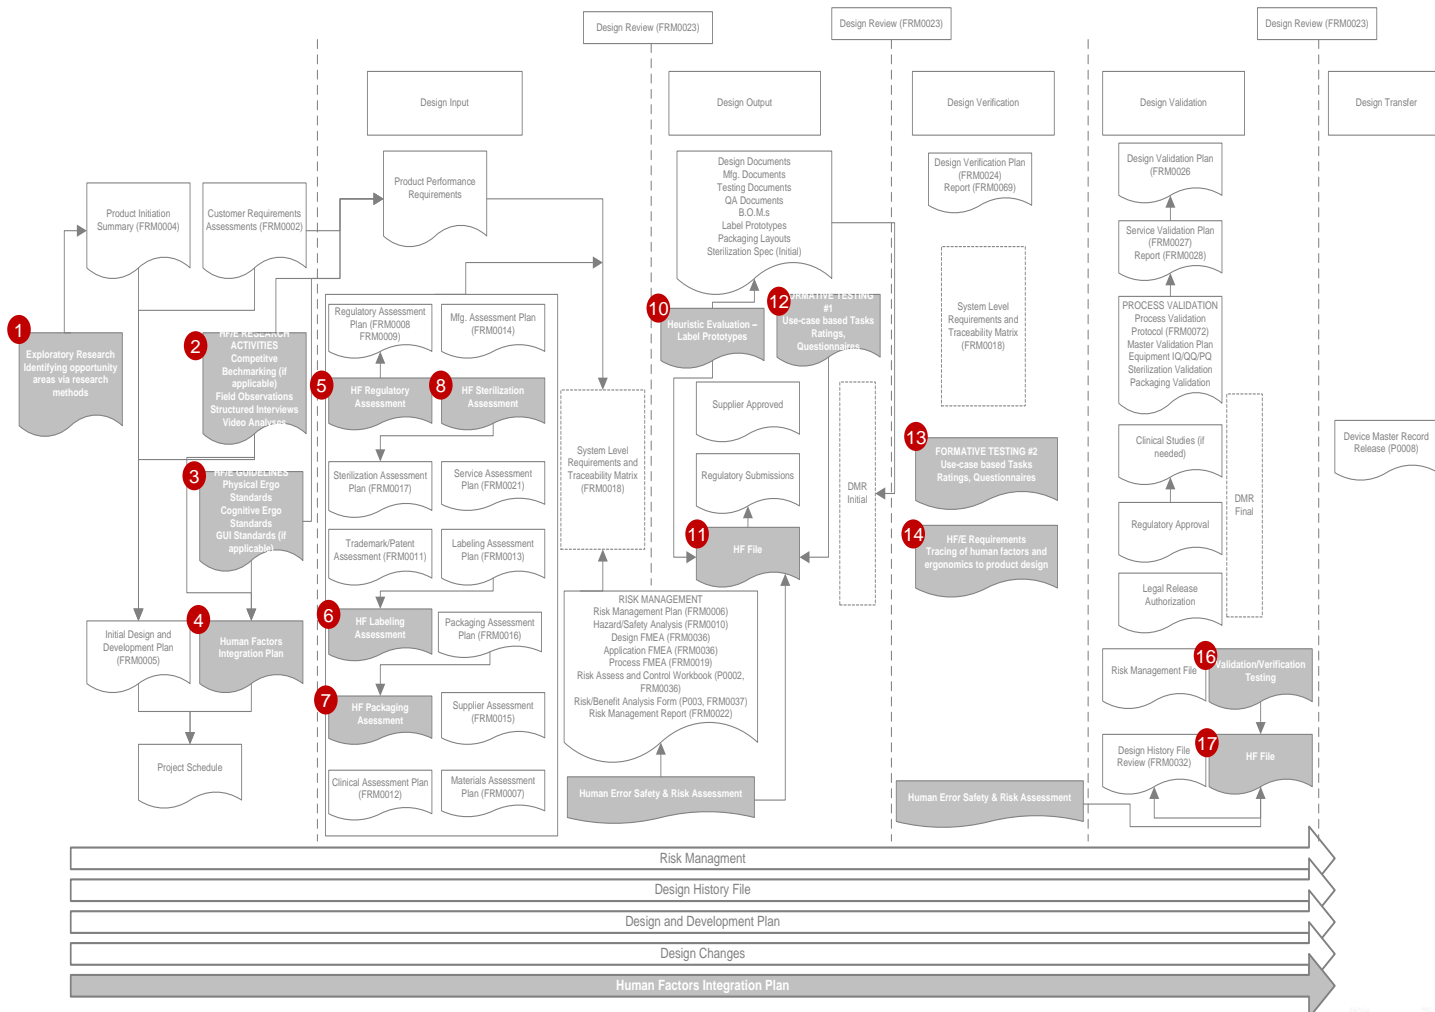 Design Review (FRM0023)
Design Review (FRM0023)
Design Review (FRM0023)
Design Input
Design Output
Design Verification
Design Validation
Design Transfer
Product Initiation
Summary (FRM0004)
Customer Requirements
Assessments (FRM0002)
1
Exploratory Research
Identifying opportunity
areas via research
methods
2
HF/E RESEARCH
ACTIVITIES
Competitve
Bechmarking (if
applicable)
Field Observations
Structured Interviews
Video Analyses
3
HF/E GUIDELINES
Physical Ergo
Standards
Cognitive Ergo
Standards
GUI Standards (if
applicable)
Initial Design and
Development Plan
(FRM0005)
4
Human Factors
Integration Plan
Project Schedule
Product Performance
Requirements
Regulatory Assessment
Plan (FRM0008
FRM0009)
Mfg. Assessment Plan
(FRM0014)
5
HF Regulatory
Assessment
8
HF Sterilization
Assessment
Sterilization Assessment
Plan (FRM0017)
Service Assessment
Plan (FRM0021)
Trademark/Patent
Assessment (FRM0011)
Labeling Assessment
Plan (FRM0013)
6
HF Labeling
Assessment
Packaging Assessment
Plan (FRM0016)
7
HF Packaging
Asessment
Supplier Assessment
(FRM0015)
Clinical Assessment Plan
(FRM0012)
Materials Assessment
Plan (FRM0007)
System Level
Requirements and
Traceability Matrix
(FRM0018)
Design Documents
Mfg. Documents
Testing Documents
QA Documents
B.O.M.s
Label Prototypes
Packaging Layouts
Sterilization Spec (Initial)
10
Heuristic Evaluation –
Label Prototypes
12
FORMATIVE TESTING
#1
Use-case based Tasks
Ratings,
Questionnaires
Supplier Approved
Regulatory Submissions
11
HF File
DMR
Initial
RISK MANAGEMENT
Risk Management Plan (FRM0006)
Hazard/Safety Analysis (FRM0010)
Design FMEA (FRM0036)
Application FMEA (FRM0036)
Process FMEA (FRM0019)
Risk Assess and Control Workbook (P0002,
FRM0036)
Risk/Benefit Analysis Form (P003, FRM0037)
Risk Management Report (FRM0022)
Human Error Safety & Risk Assessment
Design Verification Plan
(FRM0024)
Report (FRM0069)
System Level
Requirements and
Traceability Matrix
(FRM0018)
13
FORMATIVE TESTING #2
Use-case based Tasks
Ratings, Questionnaires
14
HF/E Requirements
Tracing of human factors and
ergonomics to product design
Human Error Safety & Risk Assessment
Design Validation Plan
(FRM0026
Service Validation Plan
(FRM0027)
Report (FRM0028)
PROCESS VALIDATION
Process Validation
Protocol (FRM0072)
Master Validation Plan
Equipment IQ/QQ/PQ
Sterilization Validation
Packaging Validation
Clinical Studies (if
needed)
Regulatory Approval
Legal Release
Authorization
DMR
Final
Risk Management File
16
Validation/Verification
Testing
Design History File
Review (FRM0032)
17
HF File
Device Master Record
Release (P0008)
Risk Managment
Design History File
Design and Development Plan
Design Changes
Human Factors Integration Plan